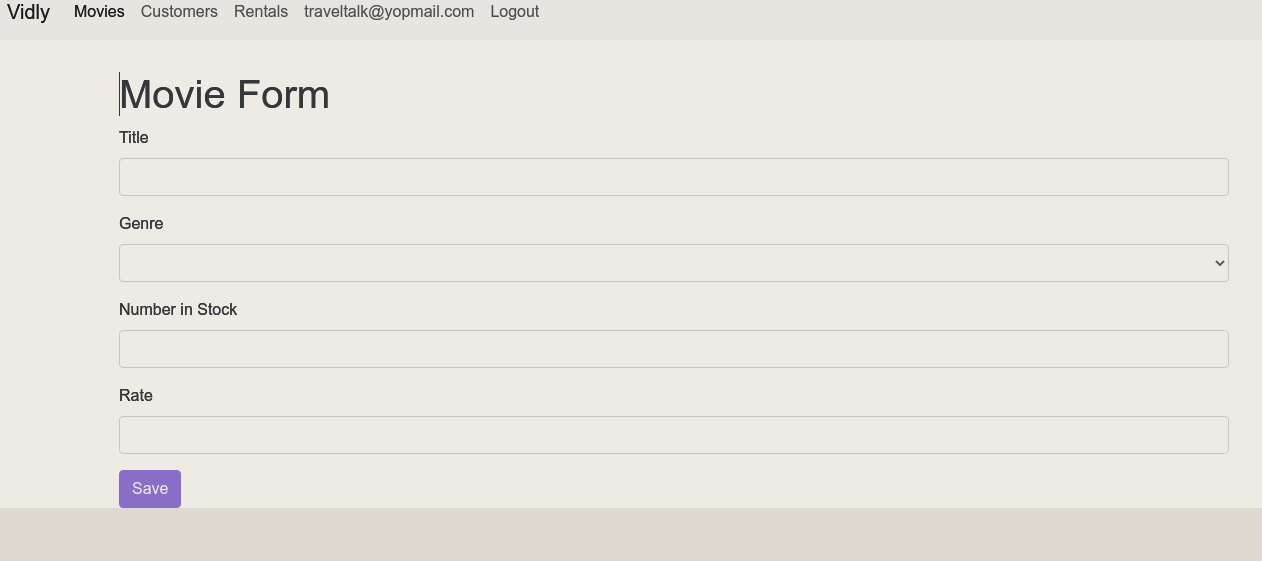 Vidly Movies Customers Rentals traveltalk@yopmail.com Logout
Movie Form
Title
Genre
Number in Stock
Rate
Save